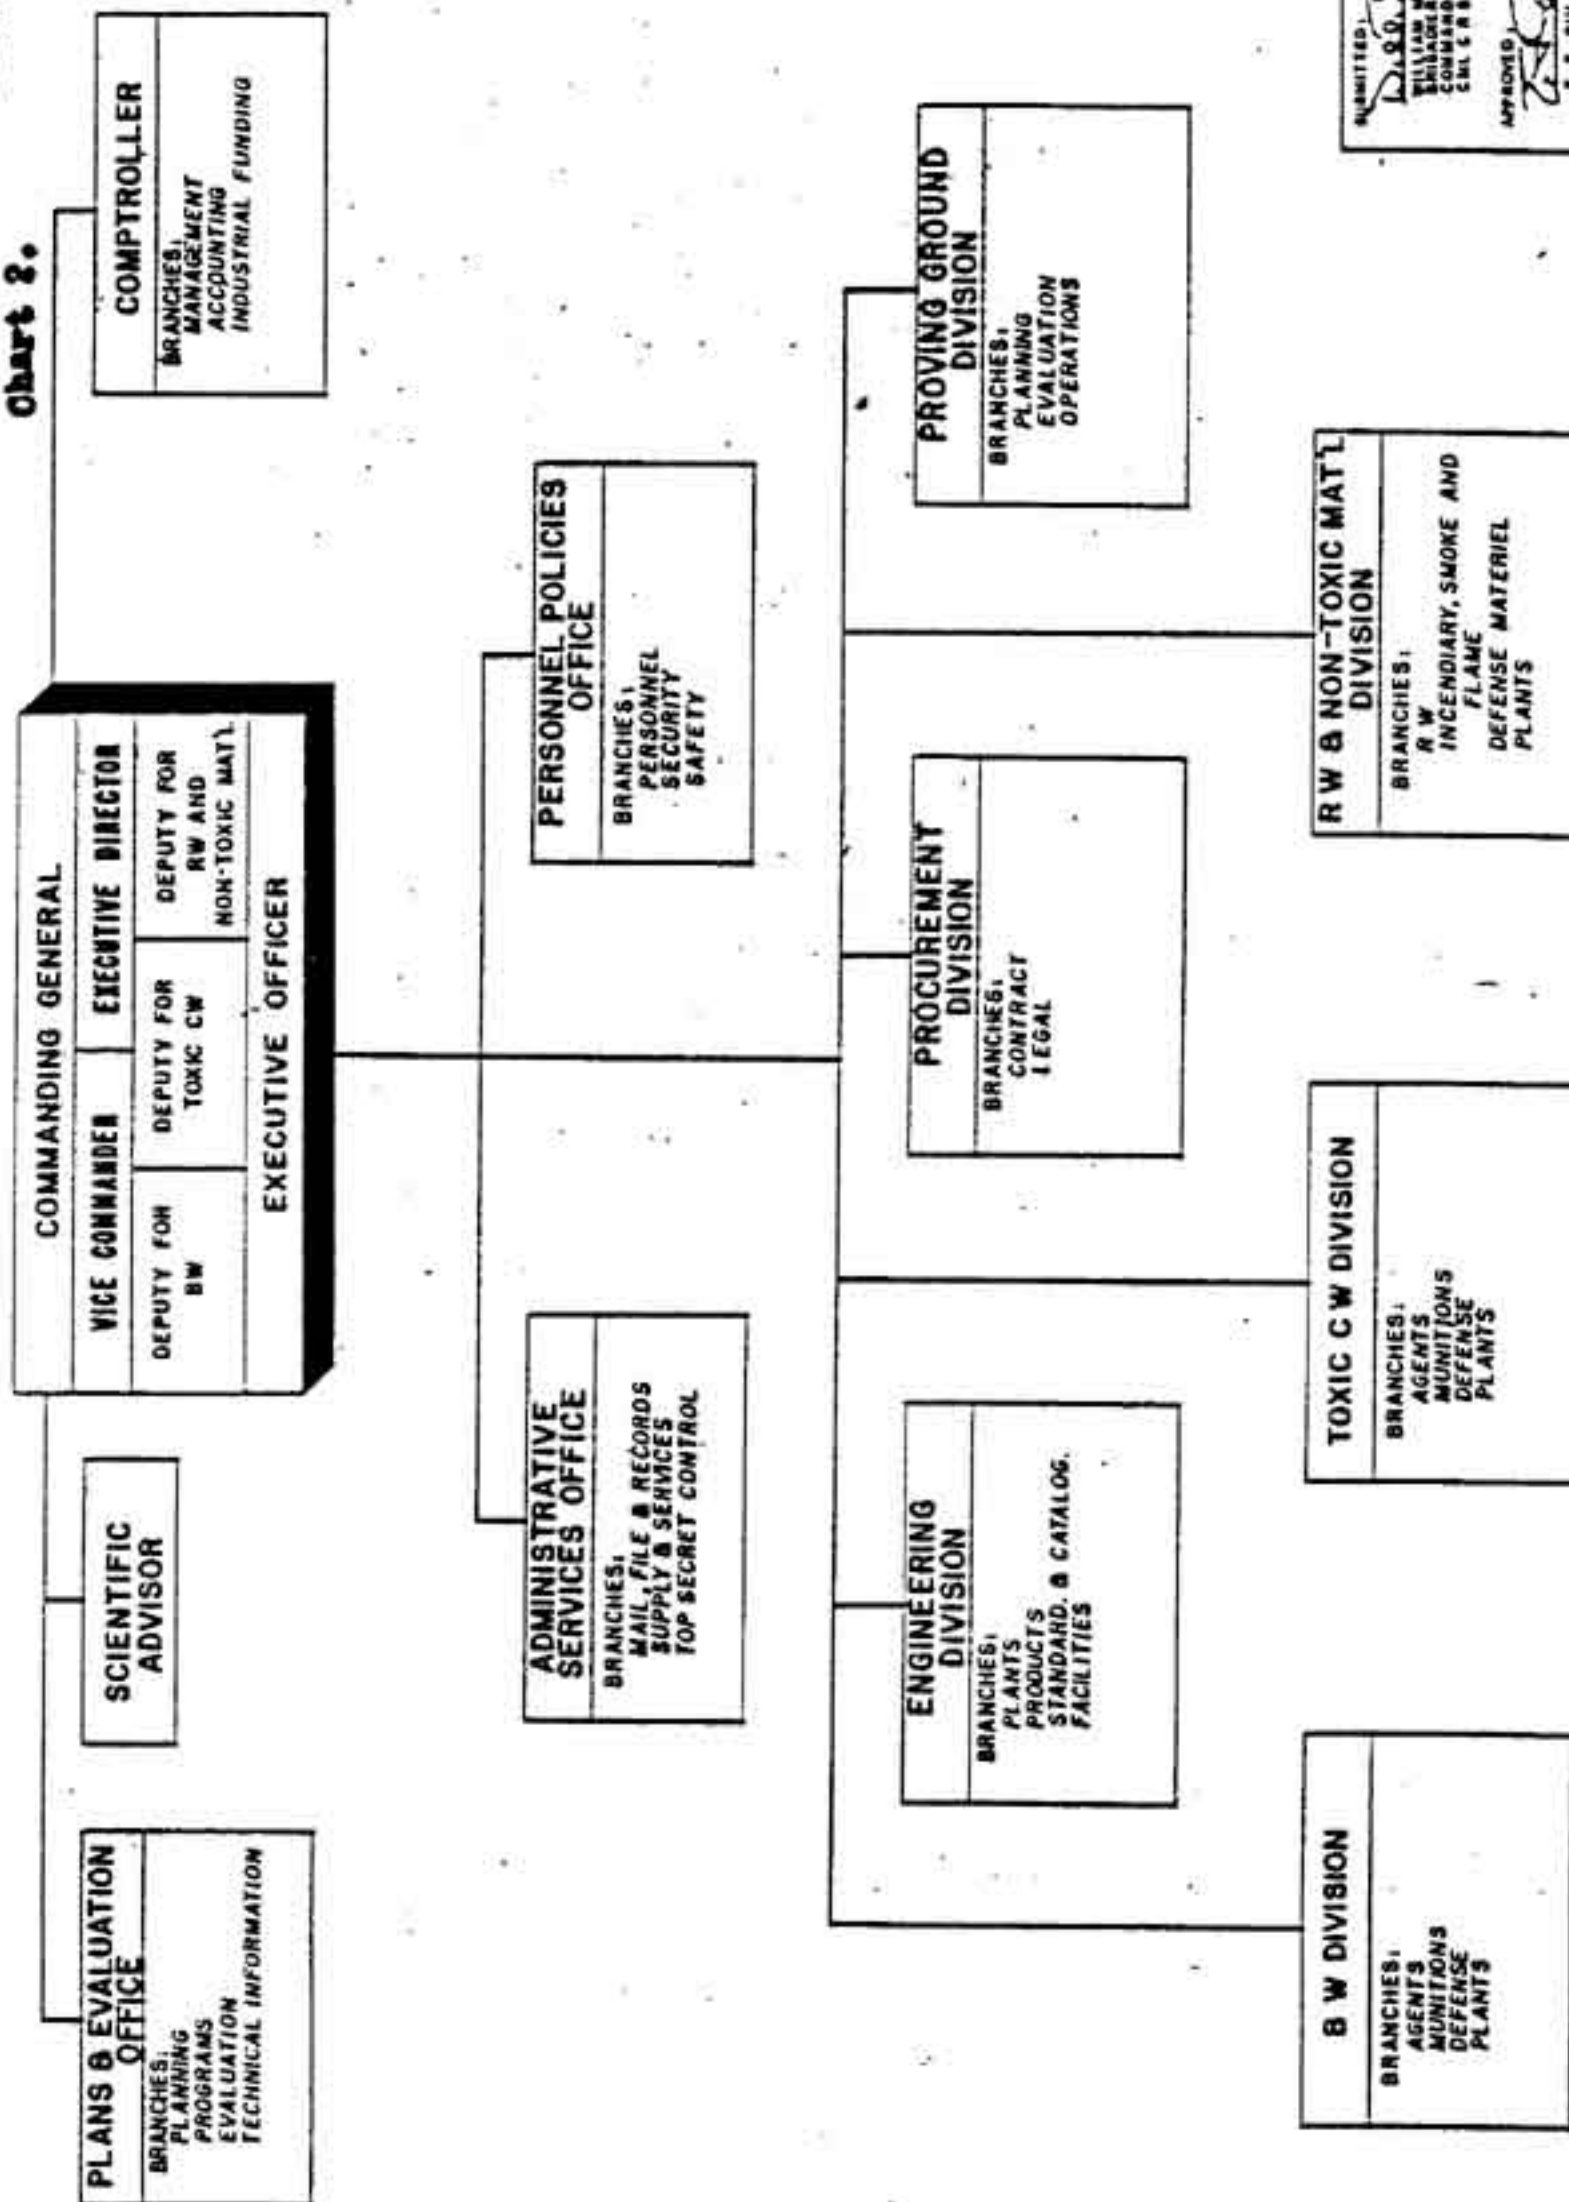 Chart 2.
COMMANDING GENERAL
VICE COMMANDER
EXECUTIVE DIRECTOR
DEPUTY FOR
BW
DEPUTY FOR
TOXIC CW
DEPUTY FOR
RW AND
NON-TOXIC MAT'L
EXECUTIVE OFFICER
PLANS & EVALUATION
OFFICE
BRANCHES:
PLANNING
PROGRAMS
EVALUATION
TECHNICAL INFORMATION
SCIENTIFIC
ADVISOR
COMPTROLLER
BRANCHES:
MANAGEMENT
ACCOUNTING
INDUSTRIAL FUNDING
ADMINISTRATIVE
SERVICES OFFICE
BRANCHES:
MAIL, FILE & RECORDS
SUPPLY & SERVICES
TOP SECRET CONTROL
PERSONNEL POLICIES
OFFICE
BRANCHES:
PERSONNEL
SECURITY
SAFETY
ENGINEERING
DIVISION
BRANCHES:
PLANTS
PRODUCTS
STANDARD. & CATALOG.
FACILITIES
PROCUREMENT
DIVISION
BRANCHES:
CONTRACT
LEGAL
PROVING GROUND
DIVISION
BRANCHES:
PLANNING
EVALUATION
OPERATIONS
B W DIVISION
BRANCHES:
AGENTS
MUNITIONS
DEFENSE
PLANTS
TOXIC C W DIVISION
BRANCHES:
AGENTS
MUNITIONS
DEFENSE
PLANTS
RW & NON-TOXIC MAT'L
DIVISION
BRANCHES:
R W
INCENDIARY, SMOKE AND
FLAME
DEFENSE MATERIEL
PLANTS
SUBMITTED:
WILLIAM M
APPROVED: